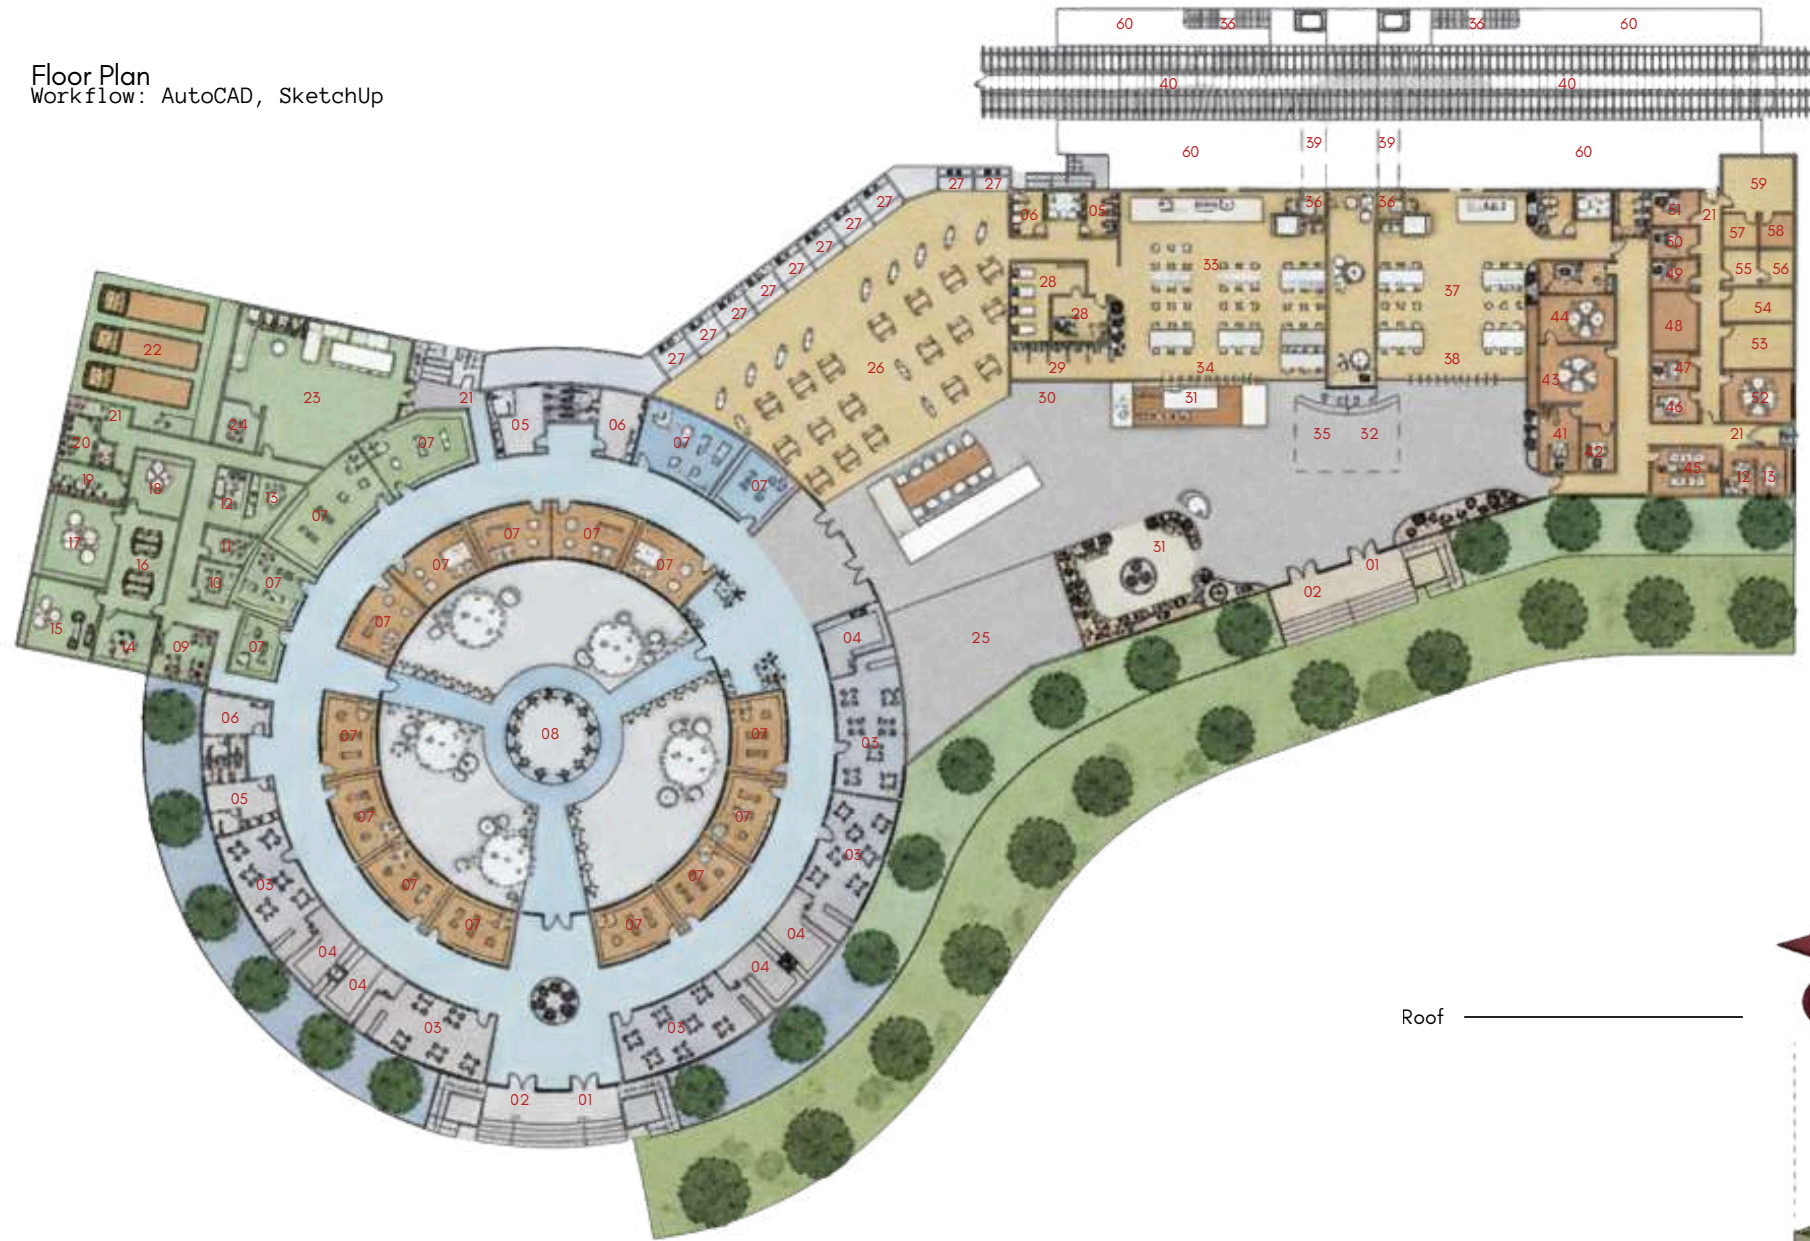 60 36 36 60
Floor Plan
Workflow: AutoCAD, SketchUp
40 40
39 39
60 60
27 27 59
27 06 05 36 36 51 21
27 50 57 58
27 33 49 55 56
27 28 37
27 28 44 48 54
27 53
22 27 26 29 34 38 47
27 43
23 21 30 31 46 52
21 24 05 06 35 32 41 21
20 07 07 42 45
19 18 12 13 07 12 13
07 07 07
17 11 31
16 07 07 01
10 07 02
15 07 04 25
14 09 07
06 08 07 03
07
05 07 07
03 07 07 03
07 07
04 04
04 04
03 03
Roof
02 01